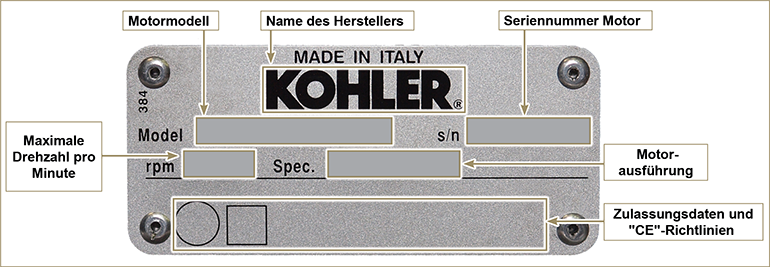 Motormodell
Name des Herstellers
Seriennummer Motor
MADE IN ITALY
KOHLER®
384
Model
s/n
Maximale
Drehzahl pro
Minute
rpm
Spec.
Motor-
ausführung
Zulassungsdaten und
"CE"-Richtlinien